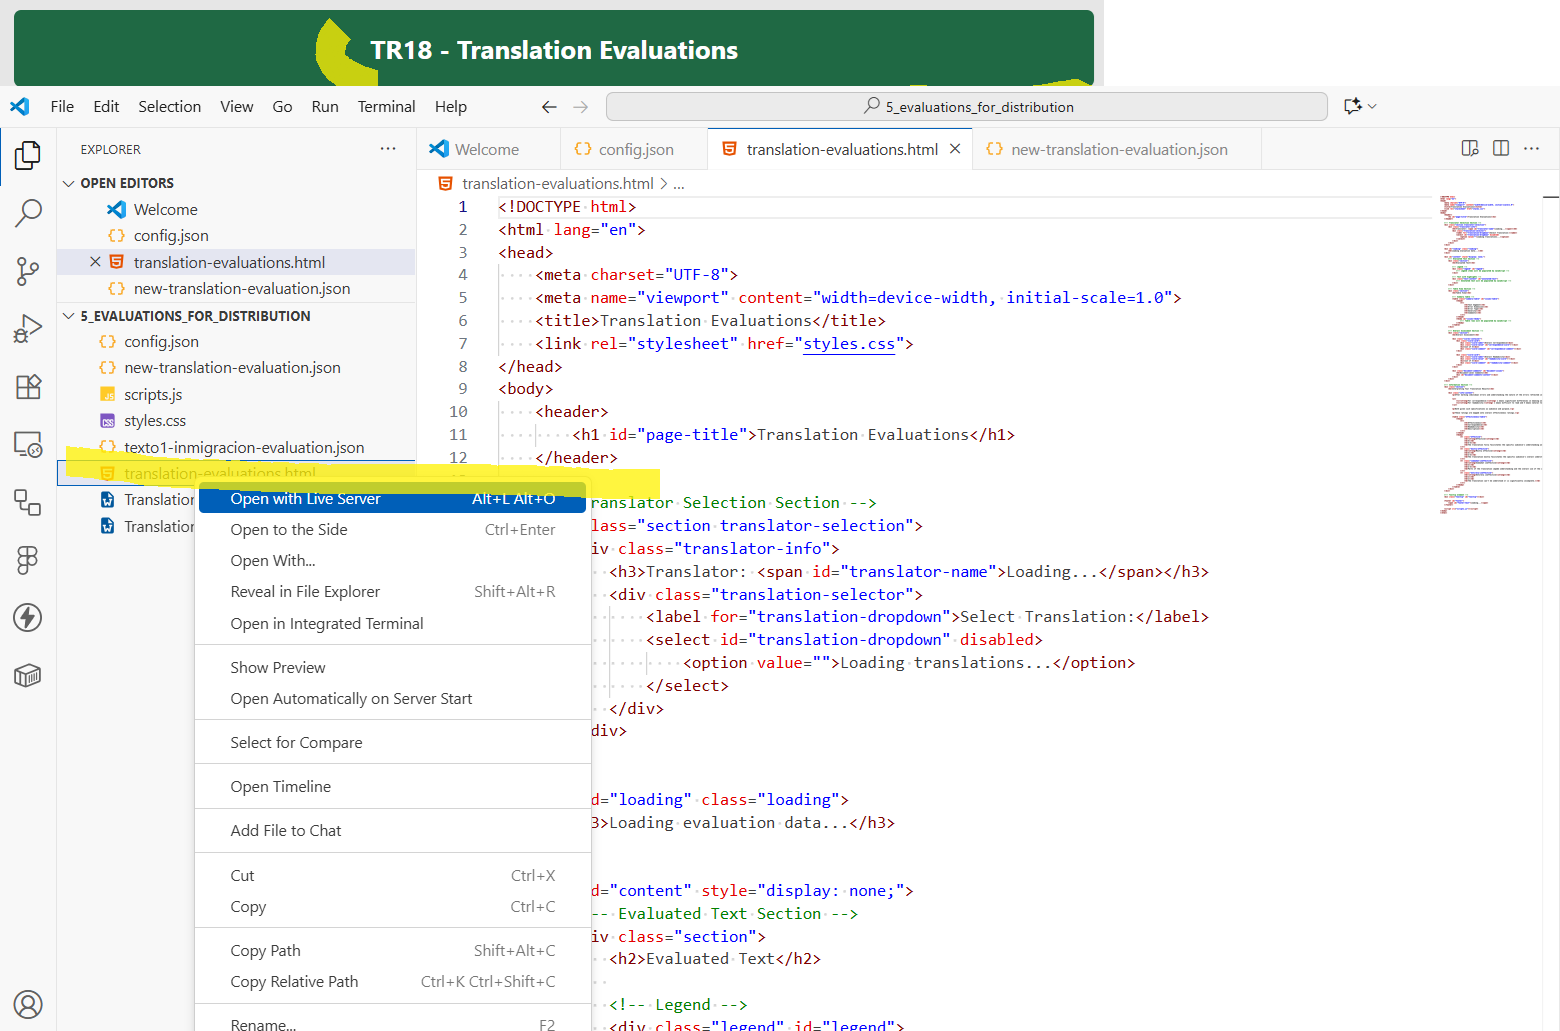 TR18 - Translation Evaluations
File Edit Selection View Go Run Terminal Help
5_evaluations_for_distribution
EXPLORER
OPEN EDITORS
Welcome
config.json
translation-evaluations.html
new-translation-evaluation.json
5_EVALUATIONS_FOR_DISTRIBUTION
config.json
new-translation-evaluation.json
scripts.js
styles.css
texto1-inmigracion-evaluation.json
translation-evaluations.html
Translation
Translation
Open with Live Server Alt+L Alt+O
Open to the Side Ctrl+Enter
Open With...
Reveal in File Explorer Shift+Alt+R
Open in Integrated Terminal
Show Preview
Open Automatically on Server Start
Select for Compare
Open Timeline
Add File to Chat
Cut Ctrl+X
Copy Ctrl+C
Copy Path Shift+Alt+C
Copy Relative Path Ctrl+K Ctrl+Shift+C
Rename... F2
Welcome config.json translation-evaluations.html new-translation-evaluation.json
translation-evaluations.html > ...
1 <!DOCTYPE html>
2 <html lang="en">
3 <head>
4 <meta charset="UTF-8">
5 <meta name="viewport" content="width=device-width, initial-scale=1.0">
6 <title>Translation Evaluations</title>
7 <link rel="stylesheet" href="styles.css">
8 </head>
9 <body>
10 <header>
11 <h1 id="page-title">Translation Evaluations</h1>
12 </header>
ranslator Selection Section -->
lass="section translator-selection">
iv class="translator-info">
<h3>Translator: <span id="translator-name">Loading...</span></h3>
<div class="translation-selector">
<label for="translation-dropdown">Select Translation:</label>
<select id="translation-dropdown" disabled>
<option value="">Loading translations...</option>
</select>
</div>
div>
d="loading" class="loading">
3>Loading evaluation data...</h3>
d="content" style="display: none;">
-- Evaluated Text Section -->
iv class="section">
<h2>Evaluated Text</h2>
<!-- Legend -->
<div class="legend" id="legend">